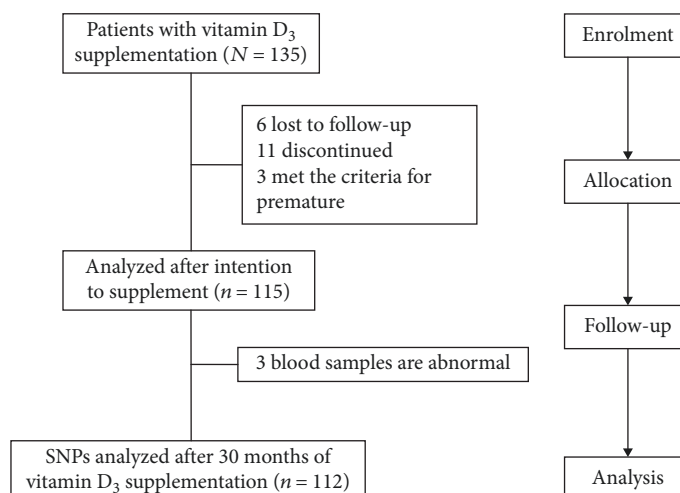 Patients with vitamin D₃
supplementation (N = 135)
Enrolment
6 lost to follow-up
11 discontinued
3 met the criteria for
premature
Allocation
Analyzed after intention
to supplement (n = 115)
Follow-up
3 blood samples are abnormal
SNPs analyzed after 30 months of
vitamin D₃ supplementation (n = 112)
Analysis